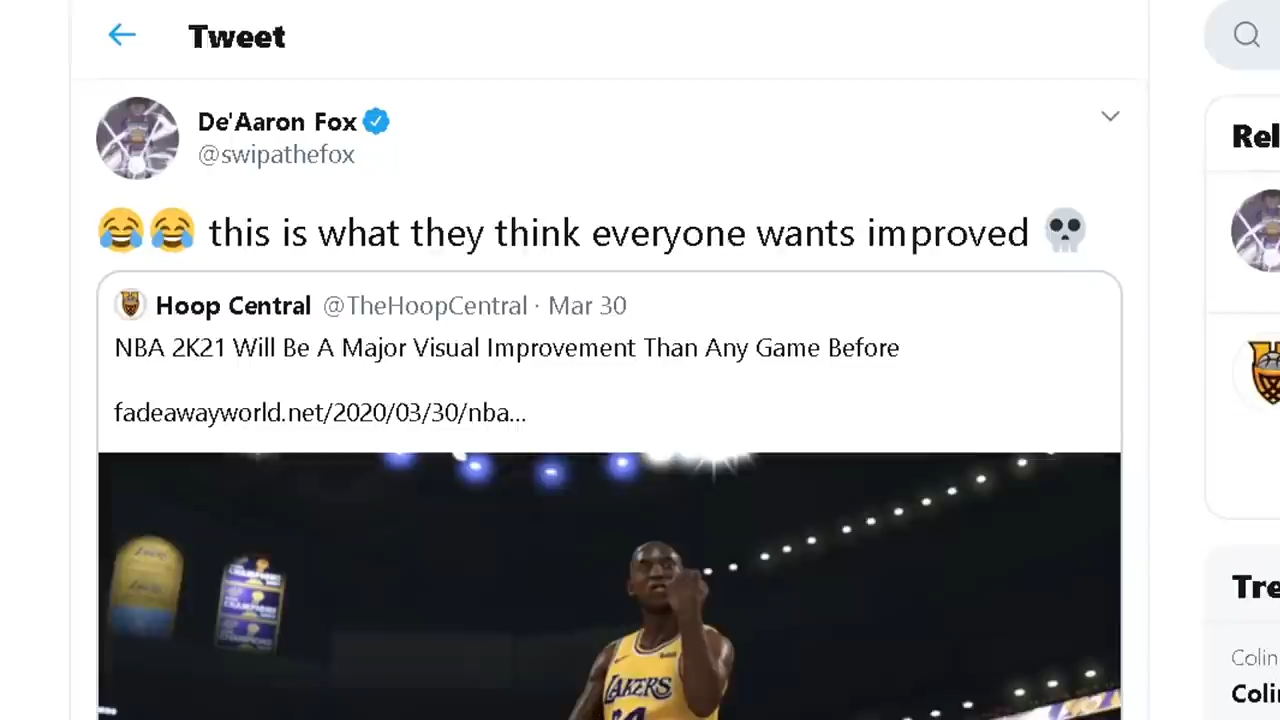 Tweet
De'Aaron Fox
@swipathefox
😂😂 this is what they think everyone wants improved 💀
Hoop Central @TheHoopCentral · Mar 30
NBA 2K21 Will Be A Major Visual Improvement Than Any Game Before
fadeawayworld.net/2020/03/30/nba...
LAKERS
Rel
Tre
Colin
Coli